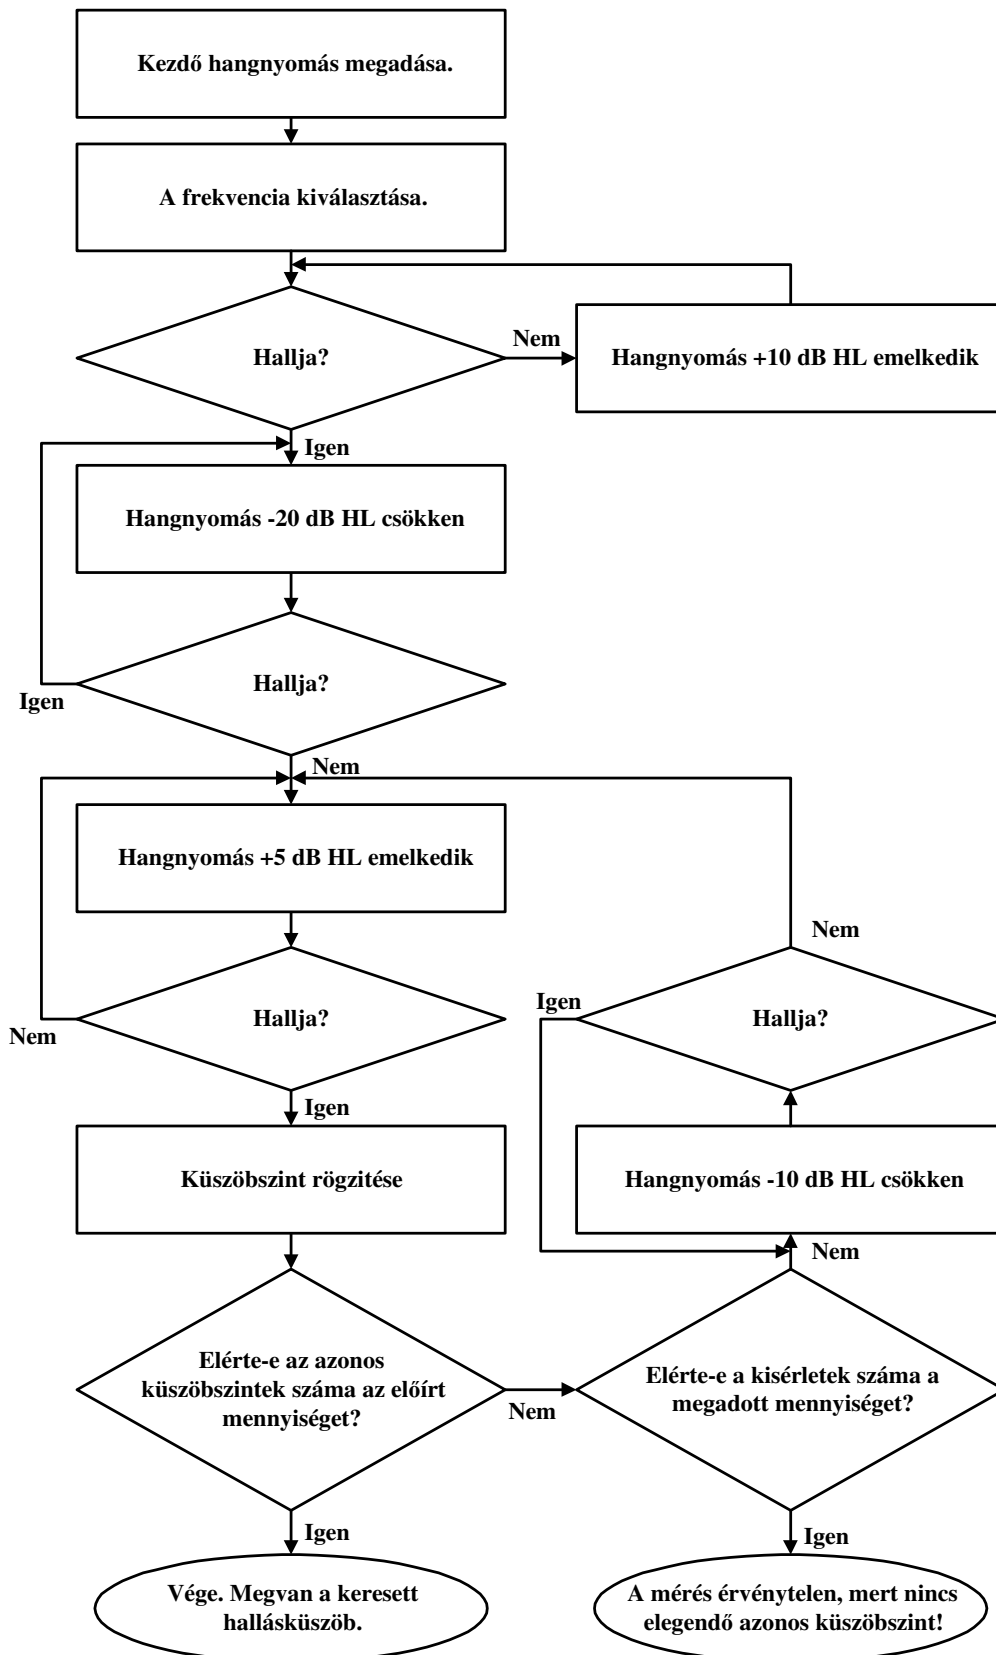 Kezdő hangnyomás megadása.
A frekvencia kiválasztása.
Hallja?
Nem
Hangnyomás +10 dB HL emelkedik
Igen
Hangnyomás -20 dB HL csökken
Hallja?
Igen
Nem
Hangnyomás +5 dB HL emelkedik
Hallja?
Nem
Igen
Nem
Igen
Hallja?
Küszöbszint rögzitése
Hangnyomás -10 dB HL csökken
Nem
Elérte-e az azonos
küszöbszintek száma az előírt
mennyiséget?
Nem
Elérte-e a kisérletek száma a
megadott mennyiséget?
Igen
Igen
Vége. Megvan a keresett
hallásküszöb.
A mérés érvénytelen, mert nincs
elegendő azonos küszöbszint!